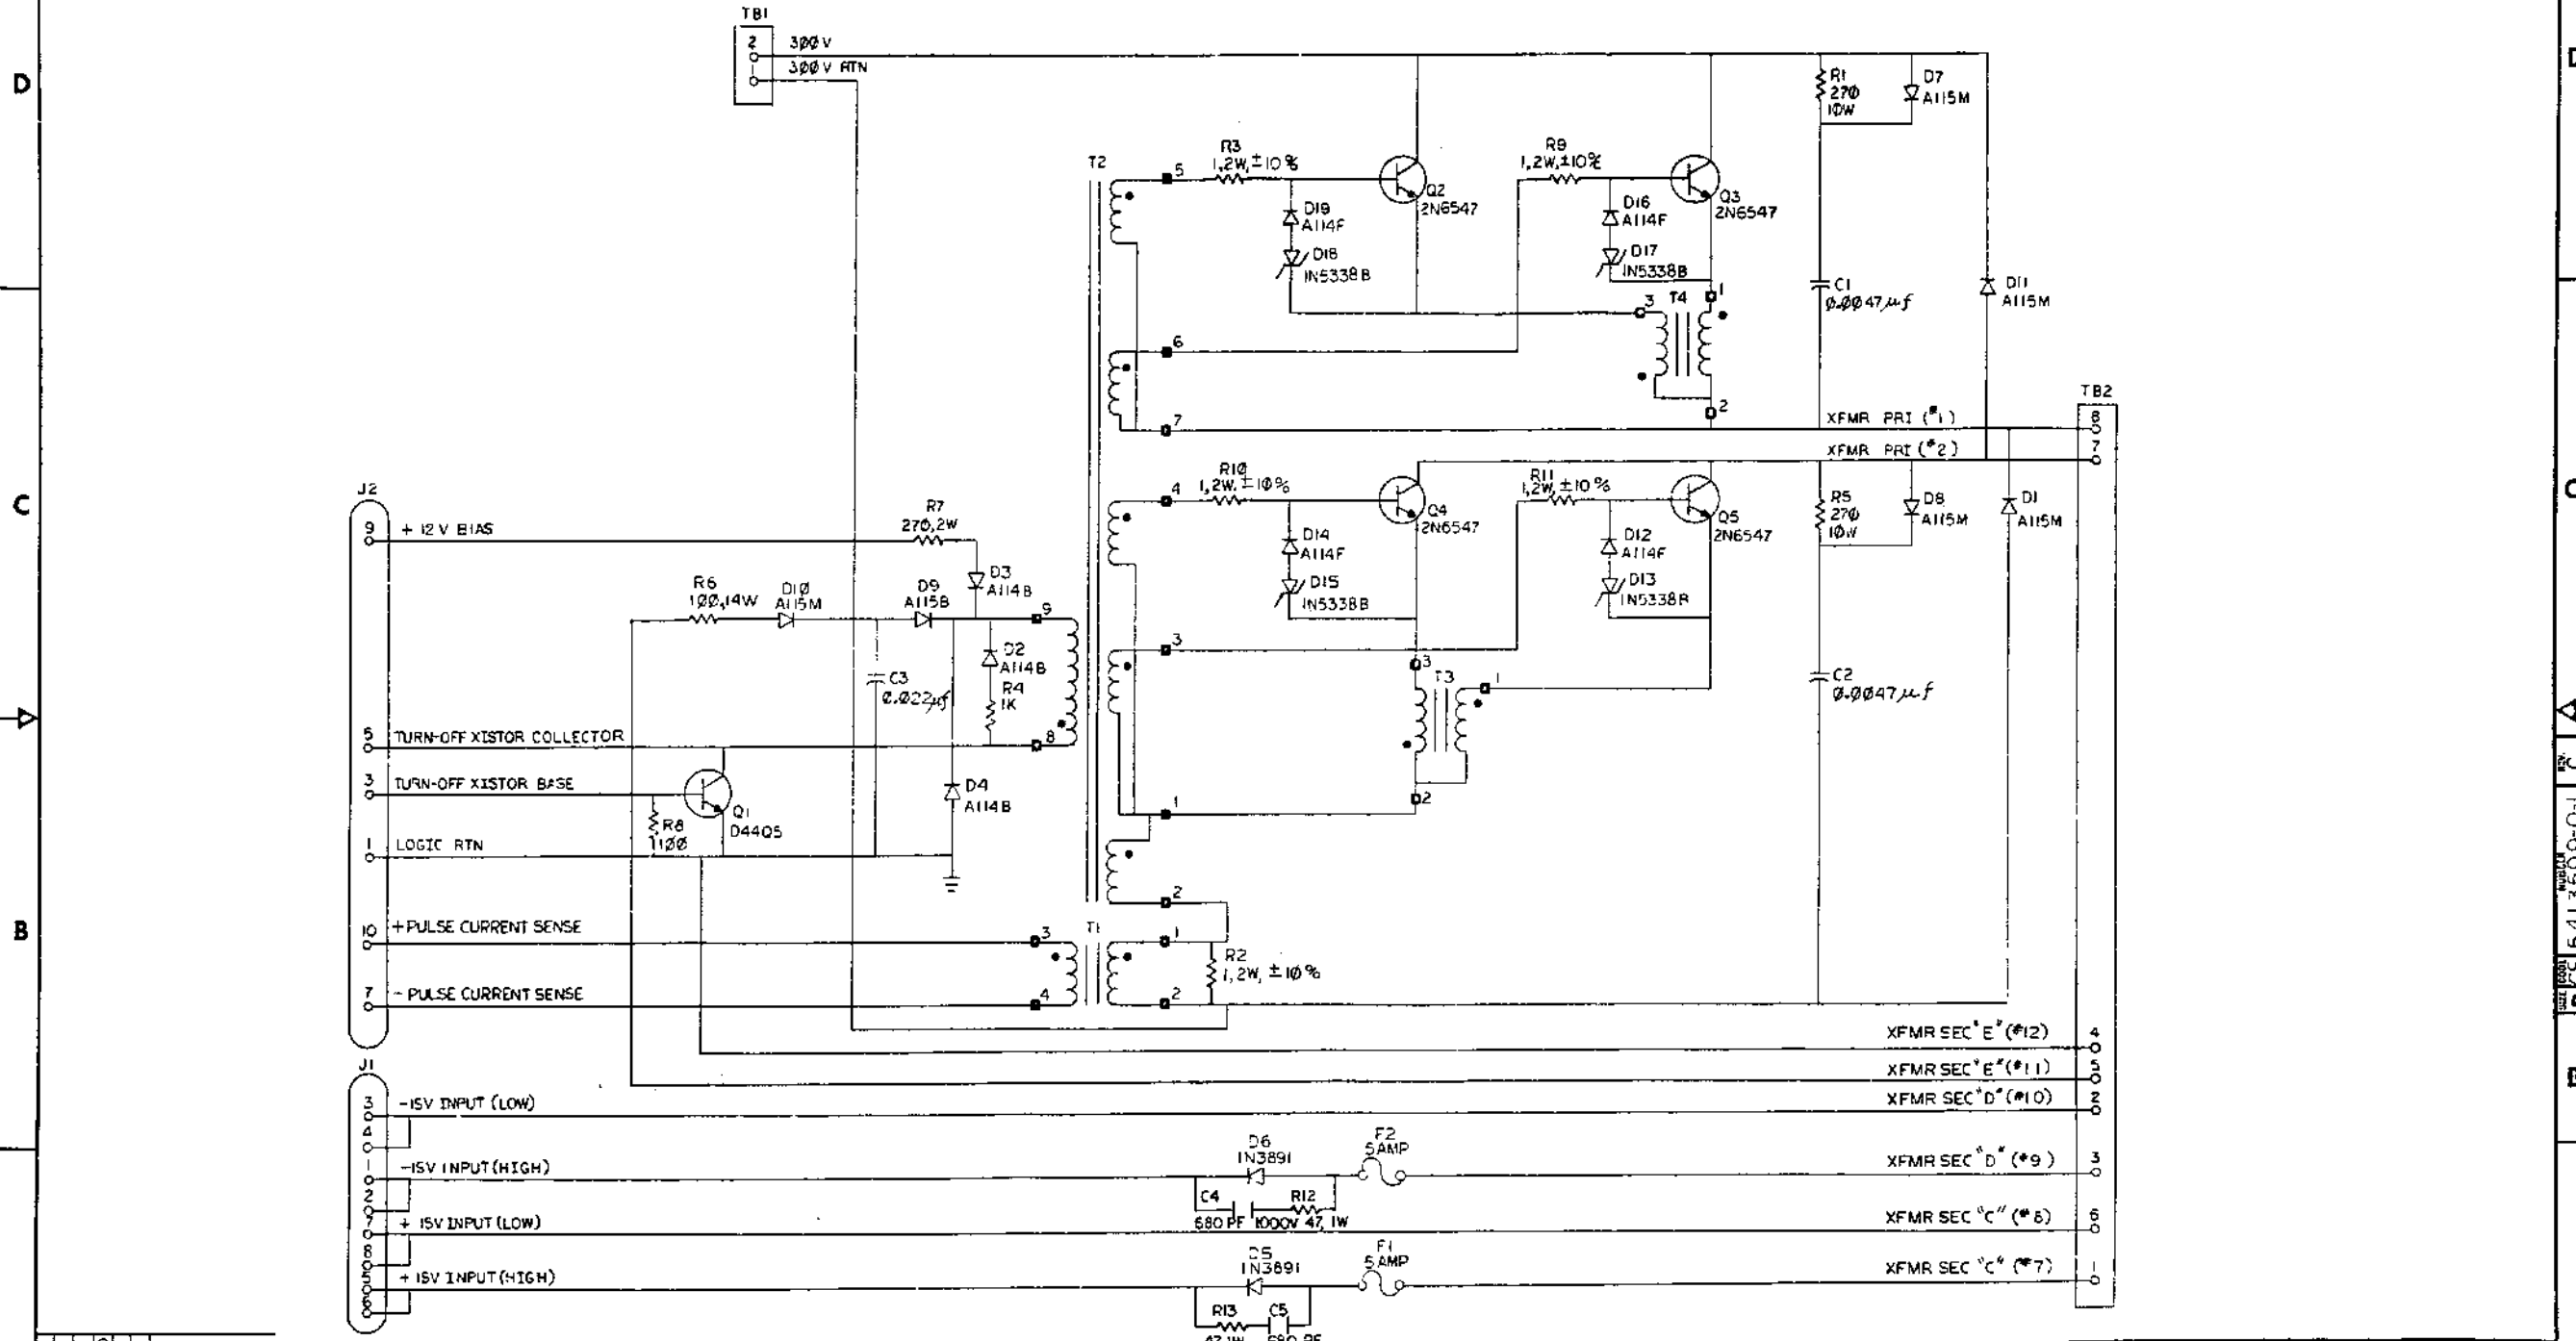 TB1
2 300V
1 300V RTN
D
R1
270
10W
D7
A115M
T2
5
R3
1,2W,±10%
Q2
2N6547
R9
1,2W,±10%
Q3
2N6547
D19
A114F
D18
1N5338B
D16
A114F
D17
1N5338B
C1
0.0047µf
D11
A115M
3 T4 1
6
2
7
XFMR PRI (#1)
XFMR PRI (#2)
TB2
8
7
C
J2
9 +12V BIAS
R7
270,2W
D3
A114B
R6
100,14W
D10
A115M
D9
A115B
9
D2
A114B
R4
1K
C3
0.022µf
8
4
R10
1,2W,±10%
Q4
2N6547
R11
1,2W,±10%
Q5
2N6547
D14
A114F
D15
1N5338B
D12
A114F
D13
1N5338B
R5
270
10W
D8
A115M
D1
A115M
3
3 T3 1
2
C2
0.0047µf
5 TURN-OFF XISTOR COLLECTOR
3 TURN-OFF XISTOR BASE
Q1
D44Q5
R8
100
D4
A114B
1 LOGIC RTN
1
2
B
10 +PULSE CURRENT SENSE
3 T1 1
R2
1,2W, ±10%
7 - PULSE CURRENT SENSE
4 2
XFMR SEC"E"(#12) 4
XFMR SEC"E"(#11) 5
XFMR SEC"D"(#10) 2
J1
3 -15V INPUT (LOW)
4
1 -15V INPUT(HIGH)
2
D6
1N3891
F2
5AMP
XFMR SEC "D" (#9) 3
C4 R12
680 PF 1000V 47, 1W
7 + 15V INPUT (LOW)
8
XFMR SEC "C" (#8) 6
5 + 15V INPUT(HIGH)
6
D5
1N3891
F1
5AMP
XFMR SEC "C" (#7) 1
R13 C5
47,1W 680 PF